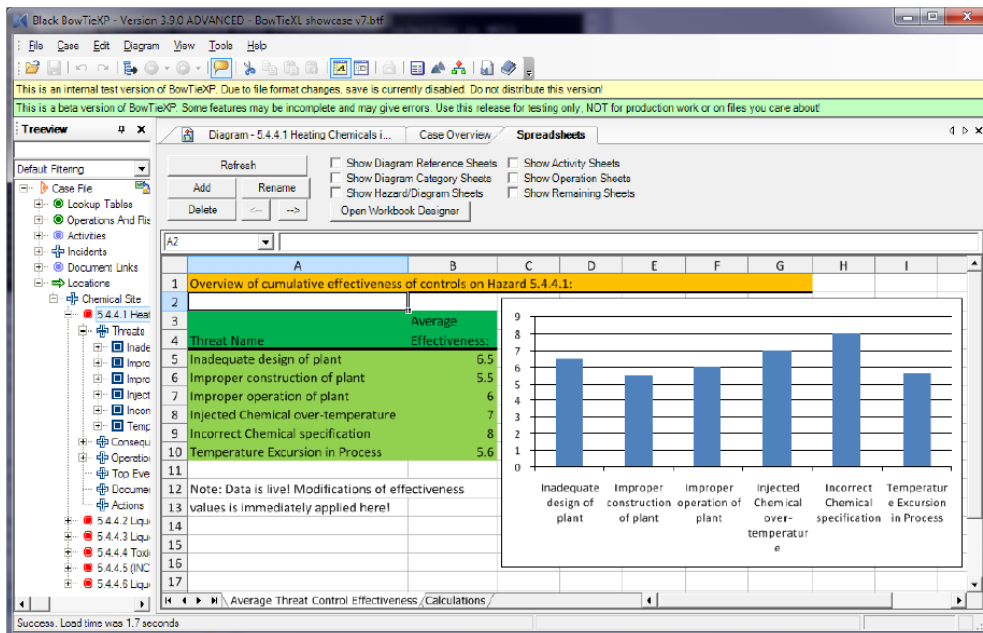 Black BowTieXP - Version 3.9.0 ADVANCED - BowTieXL showcase v7.btf
File Case Edit Diagram View Tools Help
This is an internal test version of BowTieXP. Due to file format changes, save is currently disabled. Do not distribute this version!
This is a beta version of BowTieXP. Some features may be incomplete and may give errors. Use this release for testing only, NOT for production work or on files you care about!
Treeview
Diagram - 5.4.4.1 Heating Chemicals i...
Case Overview
Spreadsheets
Default Filtering
Case File
Lookup Tables
Operations And Ris
Activities
Incidents
Document Links
Locations
Chemical Site
5.4.4.1 Heat
Threats
Inade
Impro
Impro
Inject
Incon
Temp
Consequ
Operatio
Top Eve
Documer
Actions
5.4.4.2 Liqu
5.4.4.3 Liqu
5.4.4.4 Toxi
5.4.4.5 (INC
5.4.4.6 Liqu
Refresh
Add Rename
Delete <-- -->
Show Diagram Reference Sheets
Show Diagram Category Sheets
Show Hazard/Diagram Sheets
Open Workbook Designer
Show Activity Sheets
Show Operation Sheets
Show Remaining Sheets
A2
A B C D E F G H I
1 Overview of cumulative effectiveness of controls on Hazard 5.4.4.1:
2
3 Average
4 Threat Name Effectiveness:
5 Inadequate design of plant 6.5
6 Improper construction of plant 5.5
7 Improper operation of plant 6
8 Injected Chemical over-temperature 7
9 Incorrect Chemical specification 8
10 Temperature Excursion in Process 5.6
11
12 Note: Data is live! Modifications of effectiveness
13 values is immediately applied here!
14
15
16
17
9
8
7
6
5
4
3
2
1
0
Inadequate design of plant
Improper construction of plant
Improper operation of plant
Injected Chemical over-temperatur e
Incorrect Chemical specification
Temperatur e Excursion in Process
Average Threat Control Effectiveness Calculations
Success. Load time was 1.7 seconds